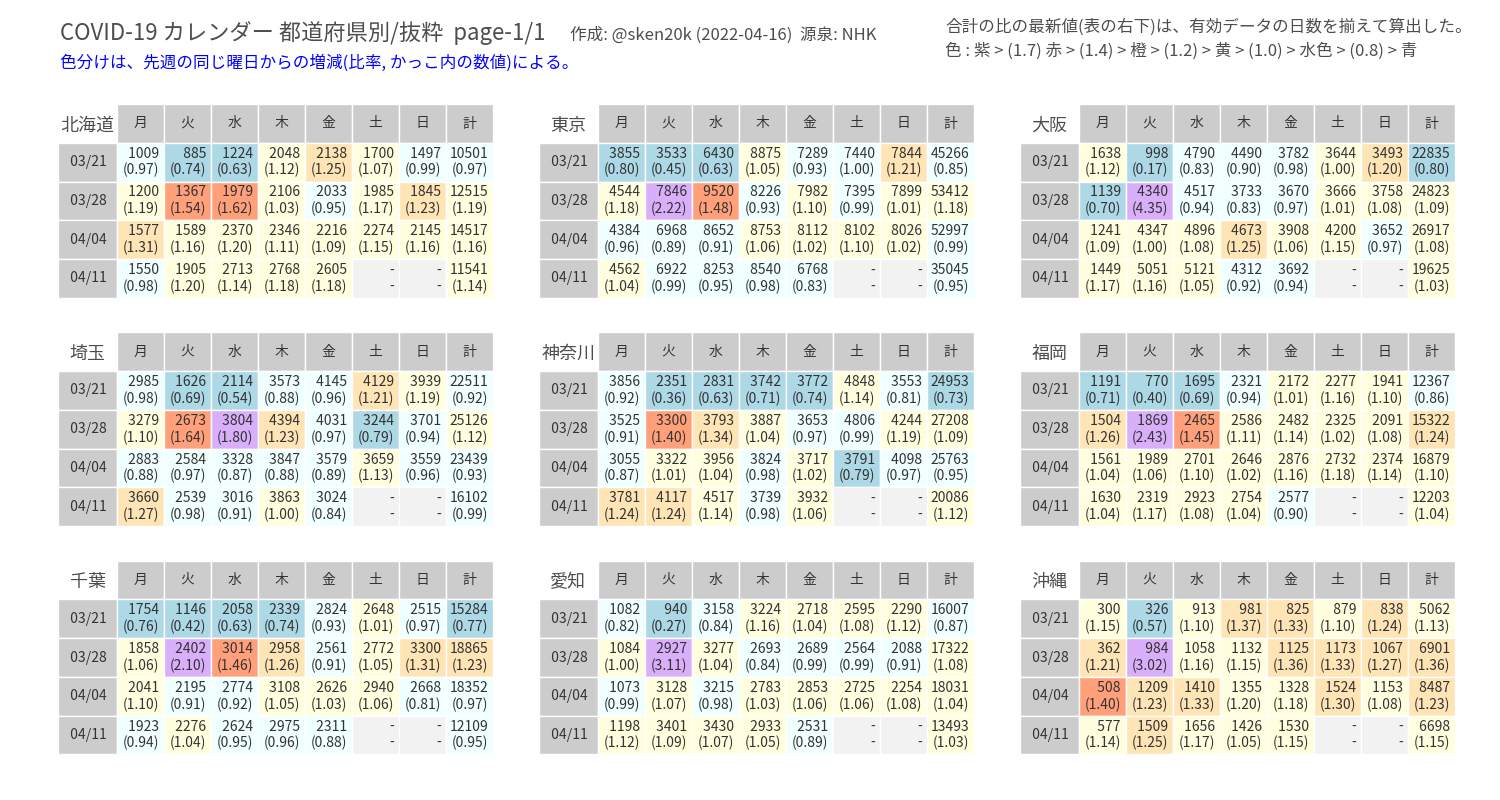 COVID-19 カレンダー 都道府県別/抜粋 page-1/1 作成: @sken20k (2022-04-16) 源泉: NHK
色分けは、先週の同じ曜日からの増減(比率, かっこ内の数値)による。
合計の比の最新値(表の右下)は、有効データの日数を揃えて算出した。
色 : 紫 > (1.7) 赤 > (1.4) > 橙 > (1.2) > 黄 > (1.0) > 水色 > (0.8) > 青
北海道 月 火 水 木 金 土 日 計
03/21 1009 885 1224 2048 2138 1700 1497 10501
(0.97) (0.74) (0.63) (1.12) (1.25) (1.07) (0.99) (0.97)
03/28 1200 1367 1979 2106 2033 1985 1845 12515
(1.19) (1.54) (1.62) (1.03) (0.95) (1.17) (1.23) (1.19)
04/04 1577 1589 2370 2346 2216 2274 2145 14517
(1.31) (1.16) (1.20) (1.11) (1.09) (1.15) (1.16) (1.16)
04/11 1550 1905 2713 2768 2605 - - 11541
(0.98) (1.20) (1.14) (1.18) (1.18) - - (1.14)
東京 月 火 水 木 金 土 日 計
03/21 3855 3533 6430 8875 7289 7440 7844 45266
(0.80) (0.45) (0.63) (1.05) (0.93) (1.00) (1.21) (0.85)
03/28 4544 7846 9520 8226 7982 7395 7899 53412
(1.18) (2.22) (1.48) (0.93) (1.10) (0.99) (1.01) (1.18)
04/04 4384 6968 8652 8753 8112 8102 8026 52997
(0.96) (0.89) (0.91) (1.06) (1.02) (1.10) (1.02) (0.99)
04/11 4562 6922 8253 8540 6768 - - 35045
(1.04) (0.99) (0.95) (0.98) (0.83) - - (0.95)
大阪 月 火 水 木 金 土 日 計
03/21 1638 998 4790 4490 3782 3644 3493 22835
(1.12) (0.17) (0.83) (0.90) (0.98) (1.00) (1.20) (0.80)
03/28 1139 4340 4517 3733 3670 3666 3758 24823
(0.70) (4.35) (0.94) (0.83) (0.97) (1.01) (1.08) (1.09)
04/04 1241 4347 4896 4673 3908 4200 3652 26917
(1.09) (1.00) (1.08) (1.25) (1.06) (1.15) (0.97) (1.08)
04/11 1449 5051 5121 4312 3692 - - 19625
(1.17) (1.16) (1.05) (0.92) (0.94) - - (1.03)
埼玉 月 火 水 木 金 土 日 計
03/21 2985 1626 2114 3573 4145 4129 3939 22511
(0.98) (0.69) (0.54) (0.88) (0.96) (1.21) (1.19) (0.92)
03/28 3279 2673 3804 4394 4031 3244 3701 25126
(1.10) (1.64) (1.80) (1.23) (0.97) (0.79) (0.94) (1.12)
04/04 2883 2584 3328 3847 3579 3659 3559 23439
(0.88) (0.97) (0.87) (0.88) (0.89) (1.13) (0.96) (0.93)
04/11 3660 2539 3016 3863 3024 - - 16102
(1.27) (0.98) (0.91) (1.00) (0.84) - - (0.99)
神奈川 月 火 水 木 金 土 日 計
03/21 3856 2351 2831 3742 3772 4848 3553 24953
(0.92) (0.36) (0.63) (0.71) (0.74) (1.14) (0.81) (0.73)
03/28 3525 3300 3793 3887 3653 4806 4244 27208
(0.91) (1.40) (1.34) (1.04) (0.97) (0.99) (1.19) (1.09)
04/04 3055 3322 3956 3824 3717 3791 4098 25763
(0.87) (1.01) (1.04) (0.98) (1.02) (0.79) (0.97) (0.95)
04/11 3781 4117 4517 3739 3932 - - 20086
(1.24) (1.24) (1.14) (0.98) (1.06) - - (1.12)
福岡 月 火 水 木 金 土 日 計
03/21 1191 770 1695 2321 2172 2277 1941 12367
(0.71) (0.40) (0.69) (0.94) (1.01) (1.16) (1.10) (0.86)
03/28 1504 1869 2465 2586 2482 2325 2091 15322
(1.26) (2.43) (1.45) (1.11) (1.14) (1.02) (1.08) (1.24)
04/04 1561 1989 2701 2646 2876 2732 2374 16879
(1.04) (1.06) (1.10) (1.02) (1.16) (1.18) (1.14) (1.10)
04/11 1630 2319 2923 2754 2577 - - 12203
(1.04) (1.17) (1.08) (1.04) (0.90) - - (1.04)
千葉 月 火 水 木 金 土 日 計
03/21 1754 1146 2058 2339 2824 2648 2515 15284
(0.76) (0.42) (0.63) (0.74) (0.93) (1.01) (0.97) (0.77)
03/28 1858 2402 3014 2958 2561 2772 3300 18865
(1.06) (2.10) (1.46) (1.26) (0.91) (1.05) (1.31) (1.23)
04/04 2041 2195 2774 3108 2626 2940 2668 18352
(1.10) (0.91) (0.92) (1.05) (1.03) (1.06) (0.81) (0.97)
04/11 1923 2276 2624 2975 2311 - - 12109
(0.94) (1.04) (0.95) (0.96) (0.88) - - (0.95)
愛知 月 火 水 木 金 土 日 計
03/21 1082 940 3158 3224 2718 2595 2290 16007
(0.82) (0.27) (0.84) (1.16) (1.04) (1.08) (1.12) (0.87)
03/28 1084 2927 3277 2693 2689 2564 2088 17322
(1.00) (3.11) (1.04) (0.84) (0.99) (0.99) (0.91) (1.08)
04/04 1073 3128 3215 2783 2853 2725 2254 18031
(0.99) (1.07) (0.98) (1.03) (1.06) (1.06) (1.08) (1.04)
04/11 1198 3401 3430 2933 2531 - - 13493
(1.12) (1.09) (1.07) (1.05) (0.89) - - (1.03)
沖縄 月 火 水 木 金 土 日 計
03/21 300 326 913 981 825 879 838 5062
(1.15) (0.57) (1.10) (1.37) (1.33) (1.10) (1.24) (1.13)
03/28 362 984 1058 1132 1125 1173 1067 6901
(1.21) (3.02) (1.16) (1.15) (1.36) (1.33) (1.27) (1.36)
04/04 508 1209 1410 1355 1328 1524 1153 8487
(1.40) (1.23) (1.33) (1.20) (1.18) (1.30) (1.08) (1.23)
04/11 577 1509 1656 1426 1530 - - 6698
(1.14) (1.25) (1.17) (1.05) (1.15) - - (1.15)